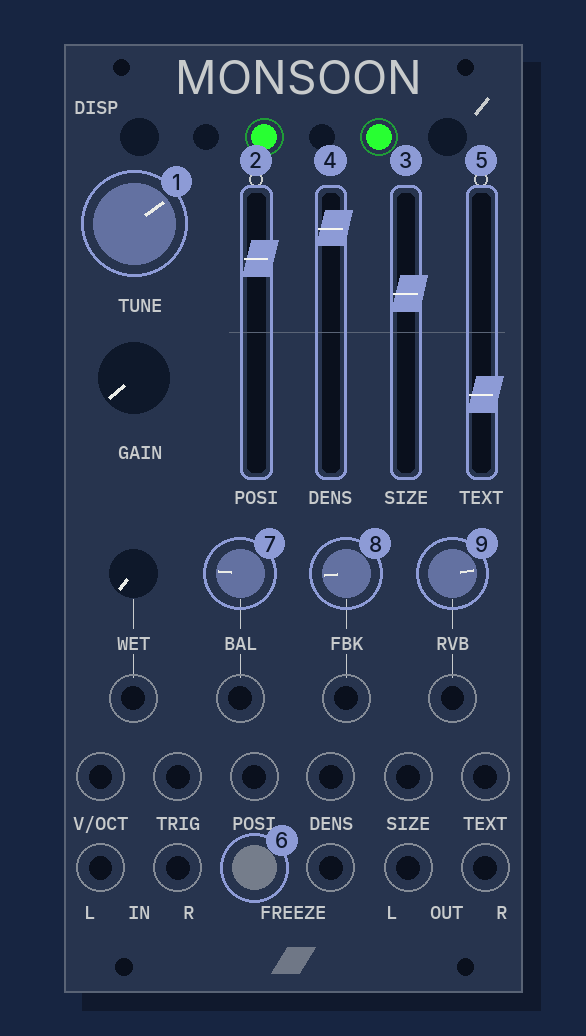 MONSOON
DISP
1 2 4 3 5
TUNE
GAIN
POSI DENS SIZE TEXT
7 8 9
WET BAL FBK RVB
V/OCT TRIG POSI DENS SIZE TEXT
6
L IN R FREEZE L OUT R